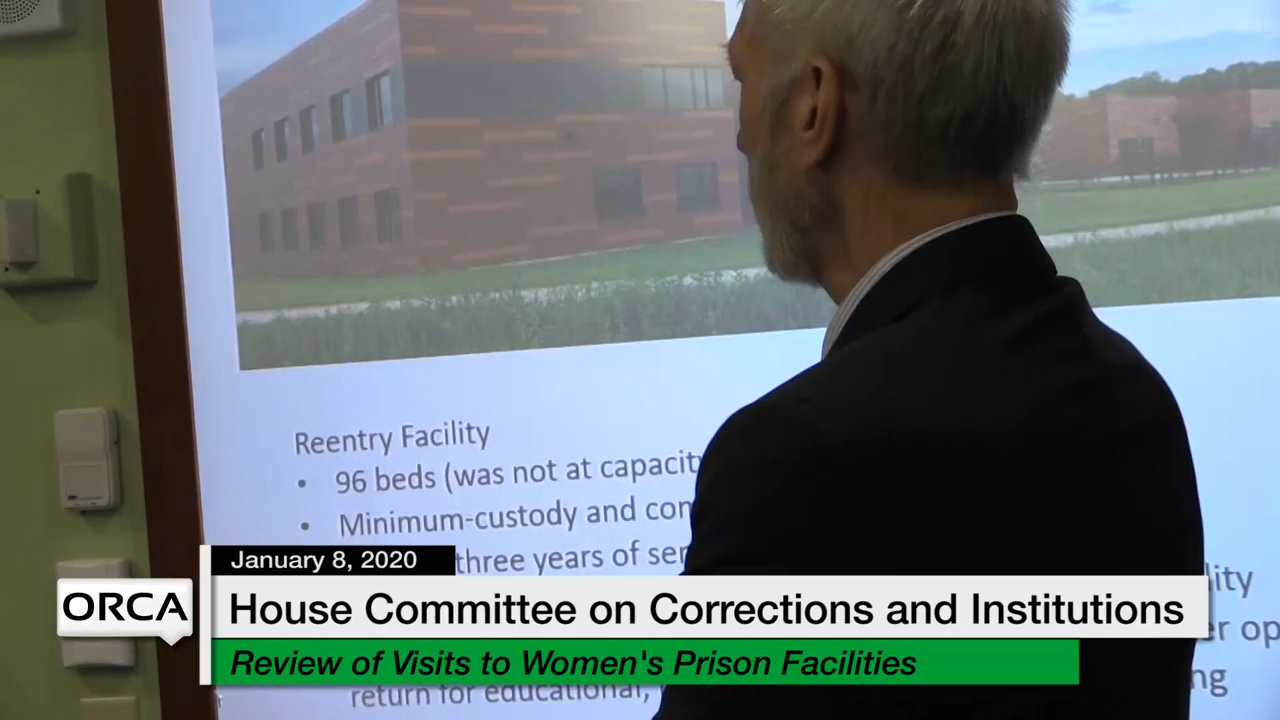 Reentry Facility
• 96 beds (was not at capacity
• Minimum-custody and con
three years of ser
January 8, 2020
ORCA
House Committee on Corrections and Institutions
Review of Visits to Women's Prison Facilities
lity
er op
return for educational,
ng